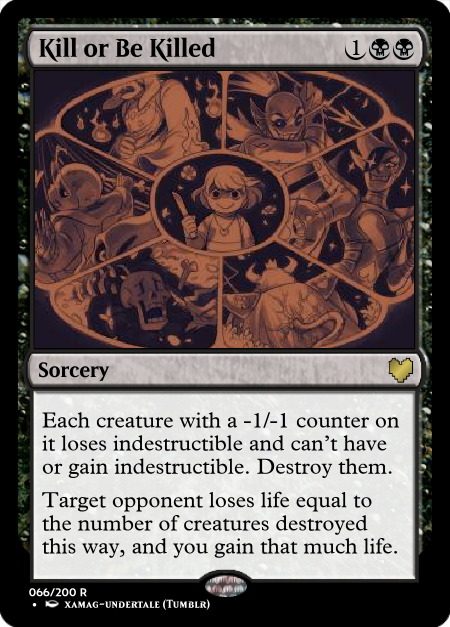 Kill or Be Killed 1
Sorcery
Each creature with a -1/-1 counter on
it loses indestructible and can't have
or gain indestructible. Destroy them.
Target opponent loses life equal to
the number of creatures destroyed
this way, and you gain that much life.
066/200 R
• xamag-undertale (Tumblr)